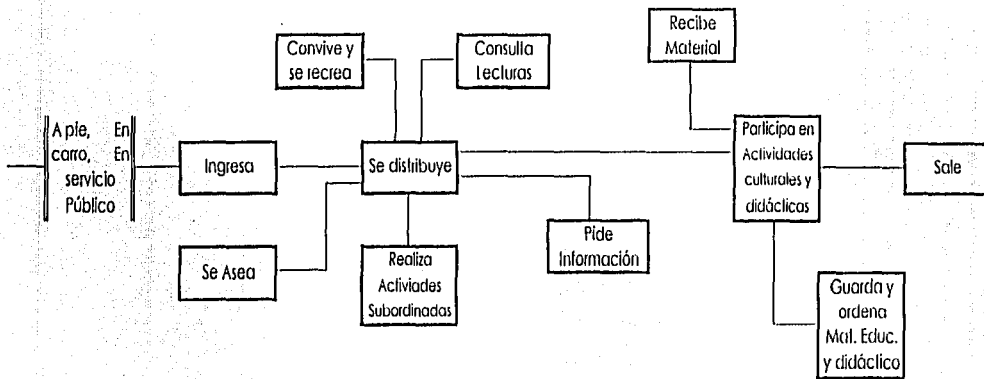 Recibe
Material
Convive y
se recrea
Consulta
Lecturas
A pie, En
carro, En
servicio
Público
Ingresa
Se distribuye
Participa en
Actividades
culturales y
didácticas
Sale
Se Asea
Realiza
Activiades
Subordinadas
Pide
Información
Guarda y
ordena
Mat. Educ.
y didáctico